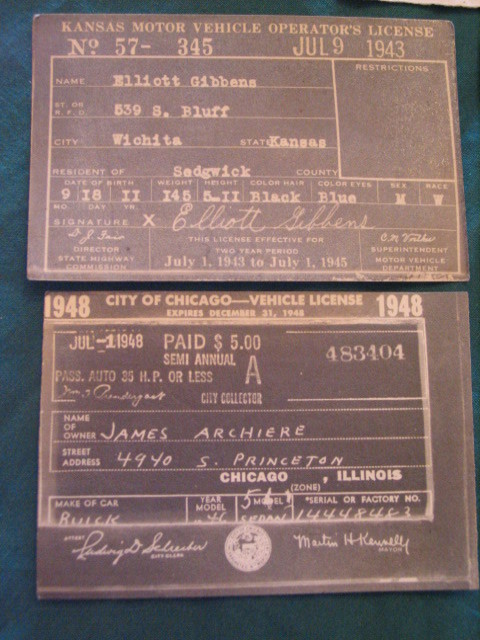 KANSAS MOTOR VEHICLE OPERATOR'S LICENSE
No. 57- 345 JUL 9 1943
RESTRICTIONS
NAME Elliott Gibbens
ST. OR R.F.D. 539 S. Bluff
CITY Wichita STATE Kansas
RESIDENT OF Sedgwick COUNTY
DATE OF BIRTH WEIGHT HEIGHT COLOR HAIR COLOR EYES SEX RACE
9 18 11 145 5-11 Black Blue M W
MO. DAY YR.
SIGNATURE X Elliott Gibbens
THIS LICENSE EFFECTIVE FOR
DIRECTOR TWO YEAR PERIOD SUPERINTENDENT
STATE HIGHWAY COMMISSION July 1, 1943 to July 1, 1945 MOTOR VEHICLE DEPARTMENT
1948 CITY OF CHICAGO—VEHICLE LICENSE 1948
EXPIRES DECEMBER 31, 1948
JUL -1 1948 PAID $ 5.00 483404
SEMI ANNUAL
PASS. AUTO 35 H.P. OR LESS A
CITY COLLECTOR
NAME OF OWNER JAMES ARCHIERE
STREET ADDRESS 4940 S. PRINCETON
CHICAGO , ILLINOIS
(ZONE)
MAKE OF CAR YEAR MODEL MODEL *SERIAL OR FACTORY NO.
BUICK 41 SEDAN 14448483
ATTEST Ludwig D. Schreiber Martin H Kennelly
CITY CLERK MAYOR